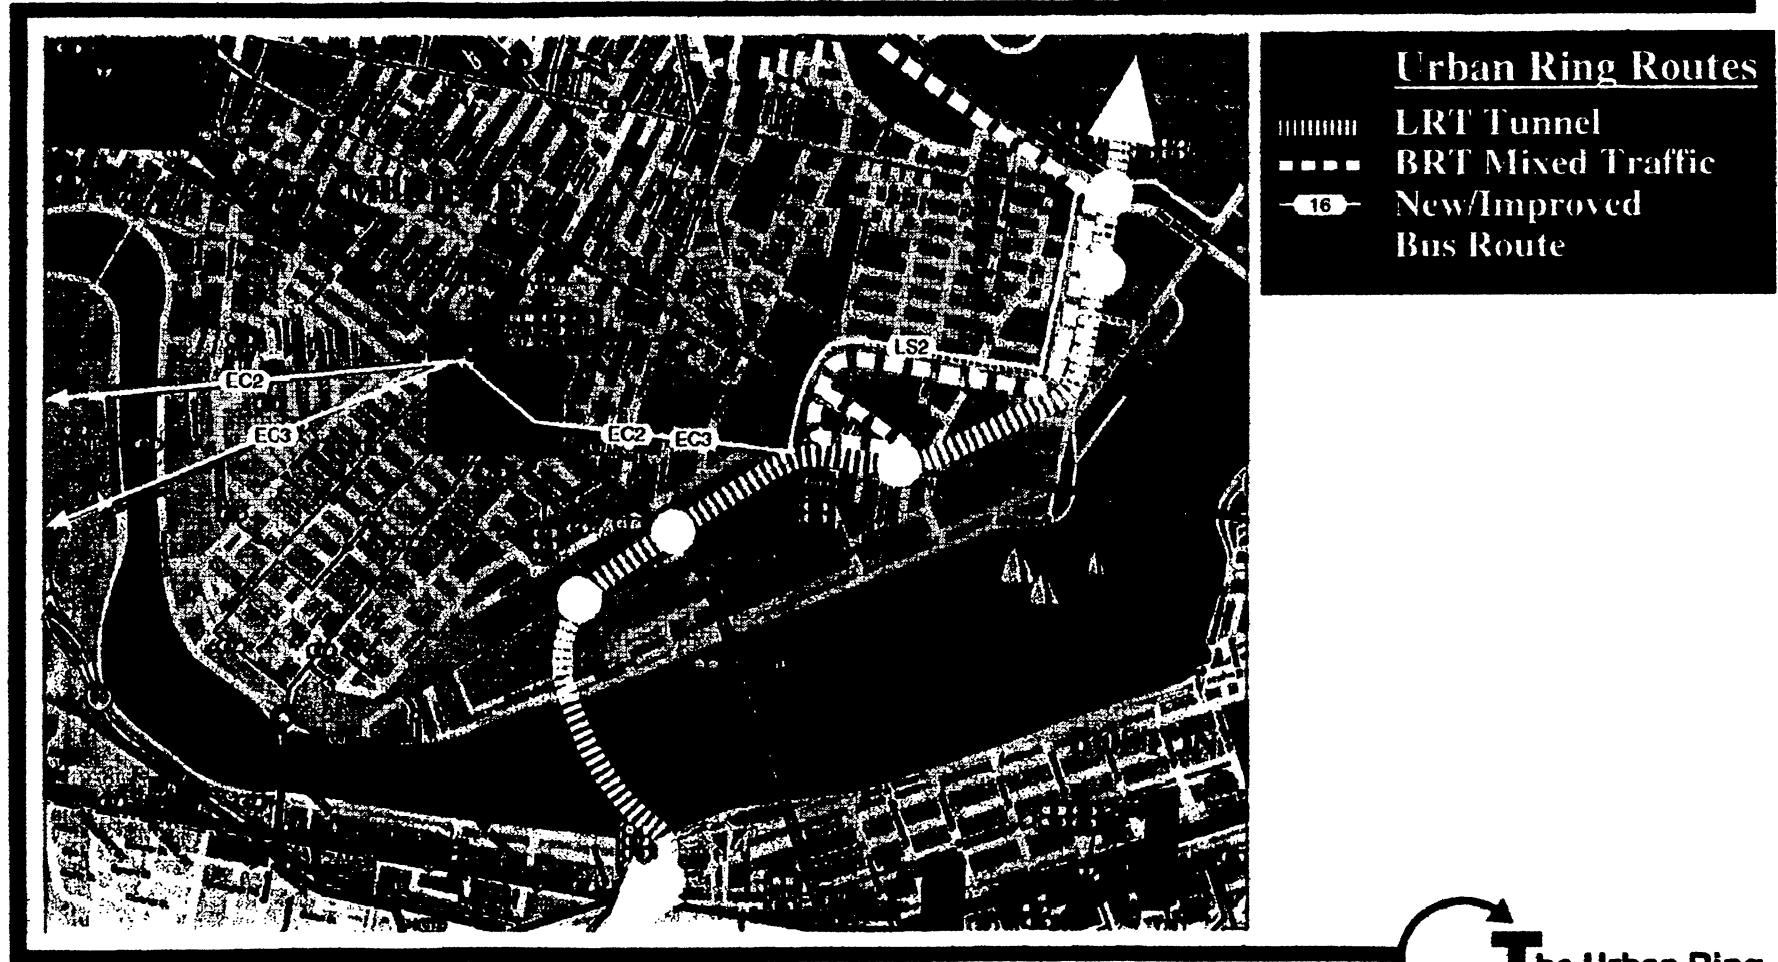 Urban Ring Routes
LRT Tunnel
BRT Mixed Traffic
16 New/Improved
Bus Route
LS2
EC2
EC3
EC2 EC3
The Urban Ring